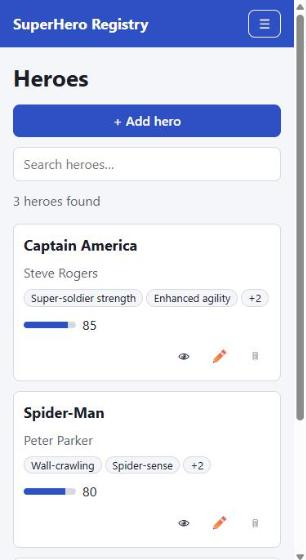 SuperHero Registry
Heroes
+ Add hero
Search heroes...
3 heroes found
Captain America
Steve Rogers
Super-soldier strength Enhanced agility +2
85
Spider-Man
Peter Parker
Wall-crawling Spider-sense +2
80